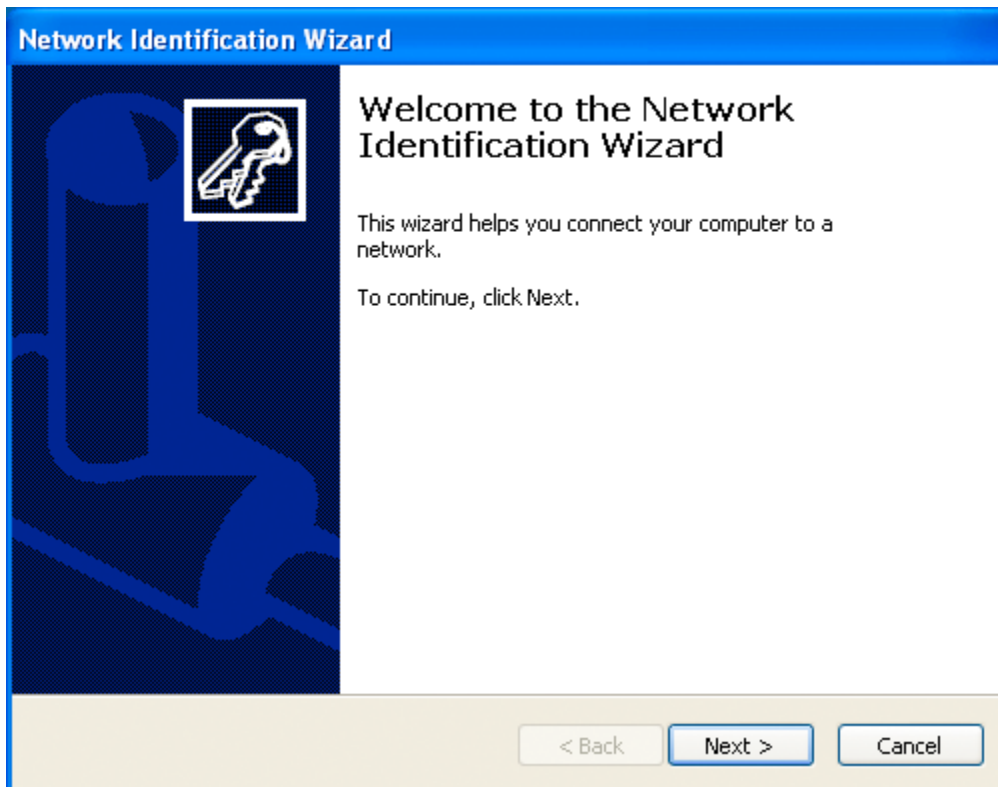 Network Identification Wizard
Welcome to the Network
Identification Wizard
This wizard helps you connect your computer to a
network.
To continue, click Next.
< Back
Next >
Cancel